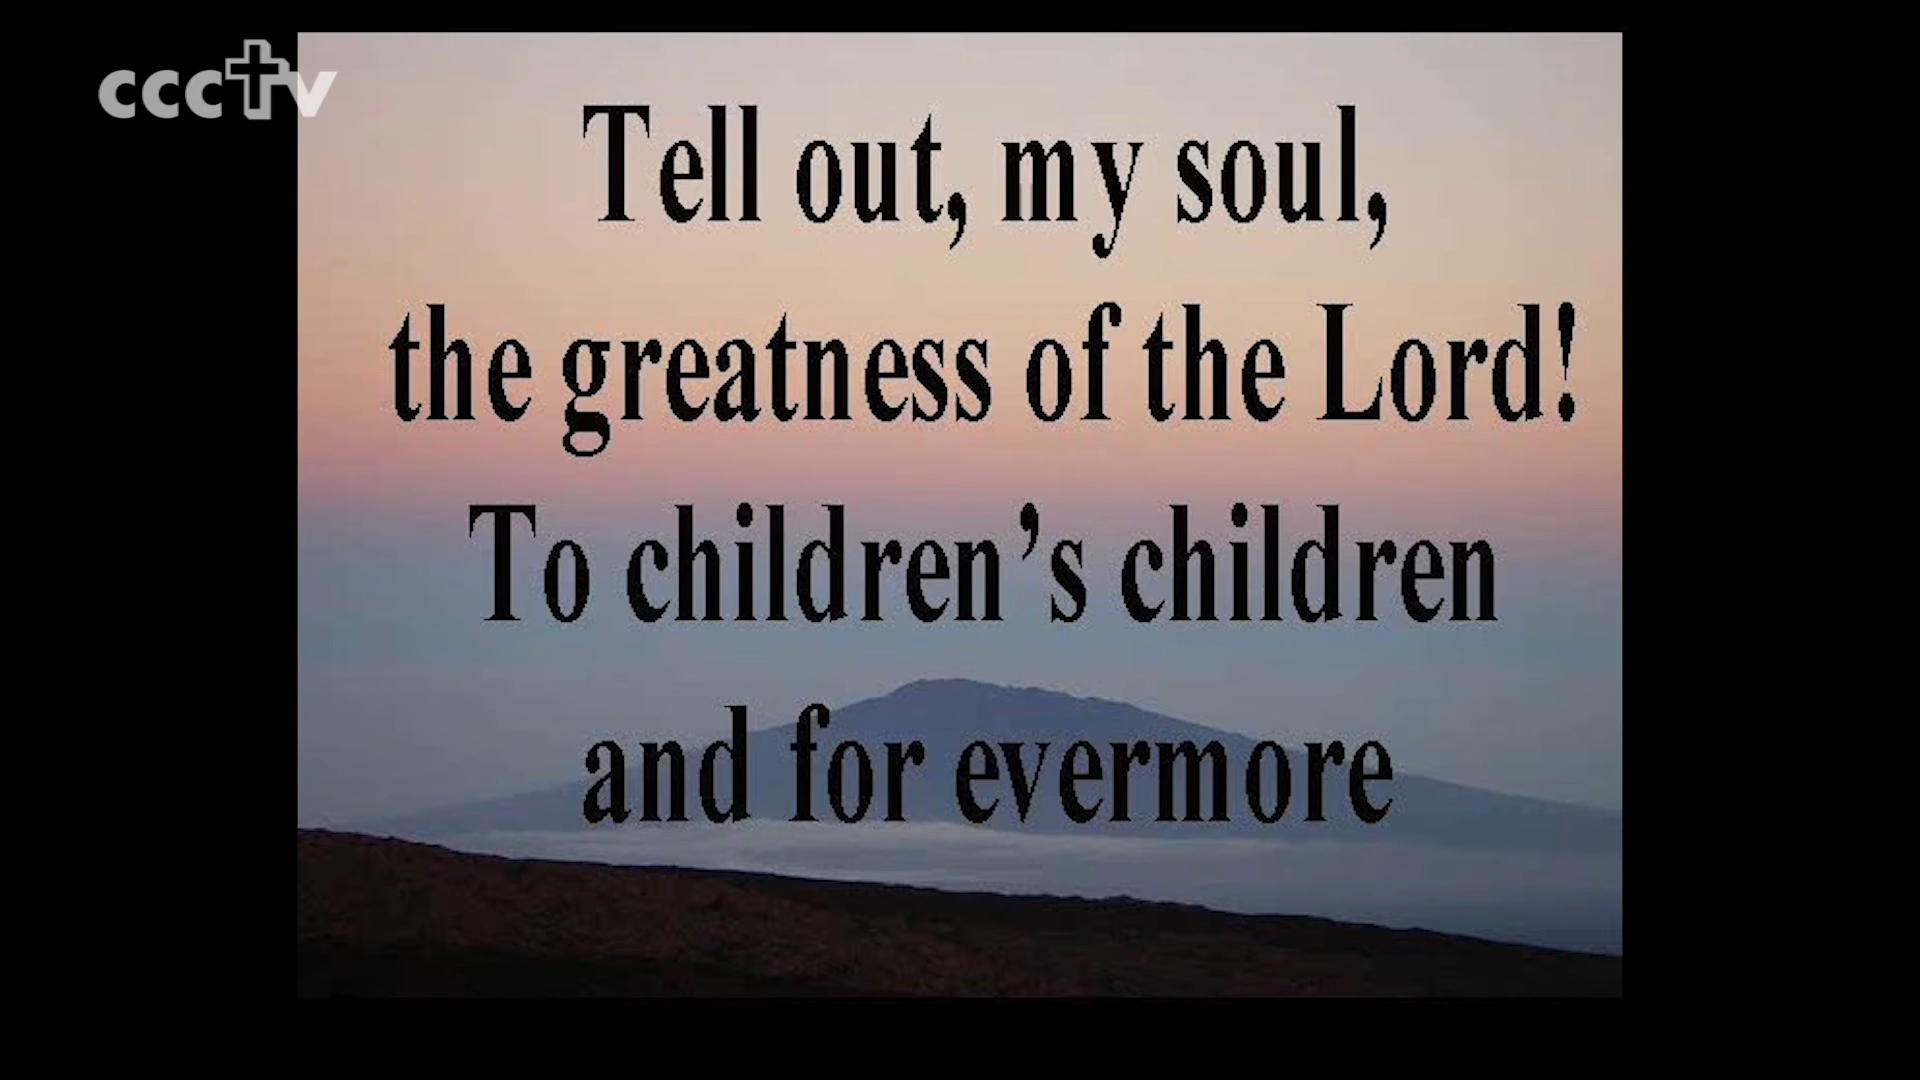 ccctv
Tell out, my soul,
the greatness of the Lord!
To children’s children
and for evermore